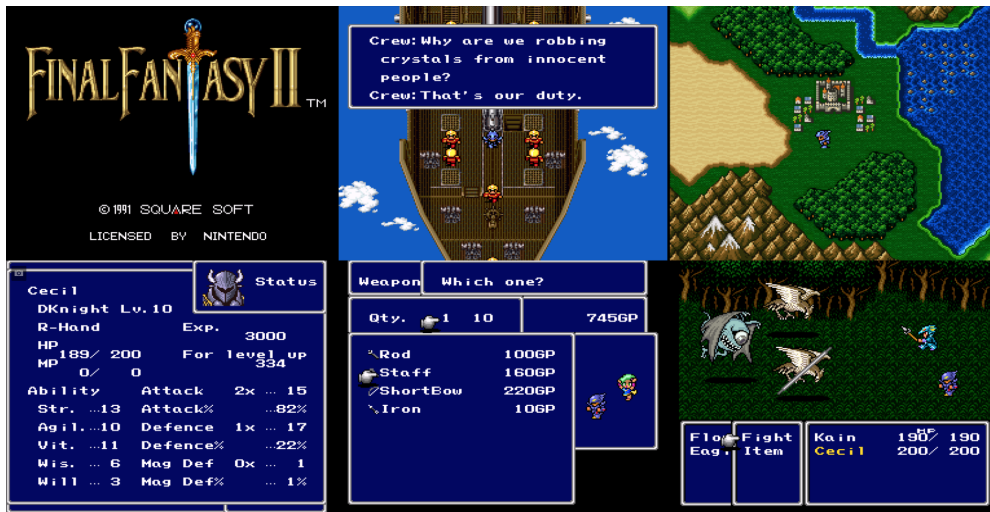 FINAL FANTASY II ™
© 1991 SQUARE SOFT
LICENSED BY NINTENDO
Crew:Why are we robbing
crystals from innocent
people?
Crew:That's our duty.
Status
Cecil
DKnight Lv.10
R-Hand Exp.
3000
HP
189/ 200 For level up
334
MP
0/ 0
Ability Attack 2x … 15
Str. …13 Attack% …82%
Agil.…10 Defence 1x … 17
Vit. …11 Defence% …22%
Wis. … 6 Mag Def 0x … 1
Will … 3 Mag Def% … 1%
Weapon Which one?
Qty. 1 10 745GP
Rod 100GP
Staff 160GP
ShortBow 220GP
Iron 10GP
Fight
Item
HP
Kain 190/ 190
Cecil 200/ 200